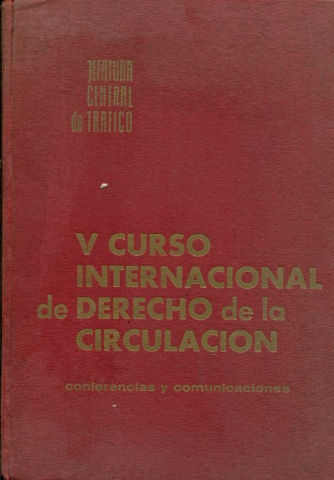 JEFATURA
CENTRAL
de TRAFICO
V CURSO
INTERNACIONAL
de DERECHO de la
CIRCULACION
conferencias y comunicaciones